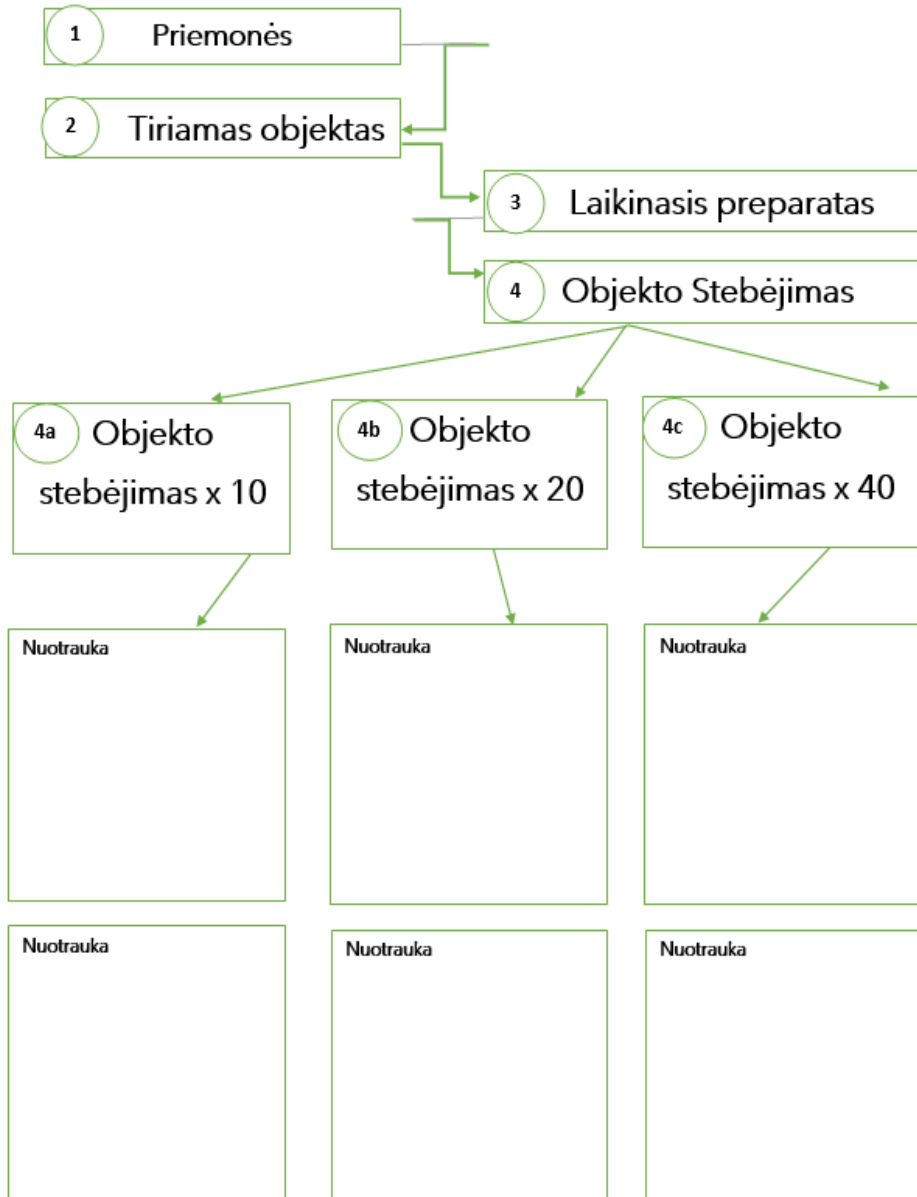 1 Priemonės
2 Tiriamas objektas
3 Laikinasis preparatas
4 Objekto Stebėjimas
4a Objekto
stebėjimas x 10
4b Objekto
stebėjimas x 20
4c Objekto
stebėjimas x 40
Nuotrauka
Nuotrauka
Nuotrauka
Nuotrauka
Nuotrauka
Nuotrauka